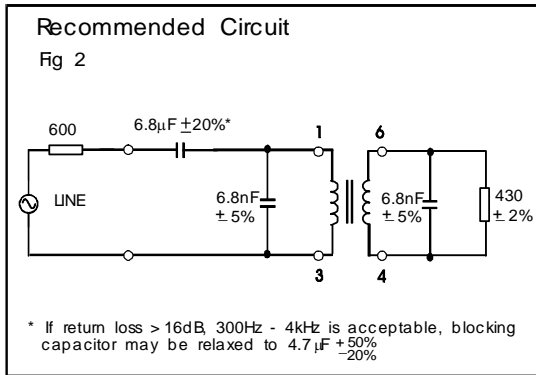 Recommended Circuit
Fig 2
600
6.8µF ±20%*
1
6
LINE
6.8nF
± 5%
6.8nF
± 5%
430
± 2%
3
4
* If return loss > 16dB, 300Hz - 4kHz is acceptable, blocking
capacitor may be relaxed to 4.7µF +50%
−20%